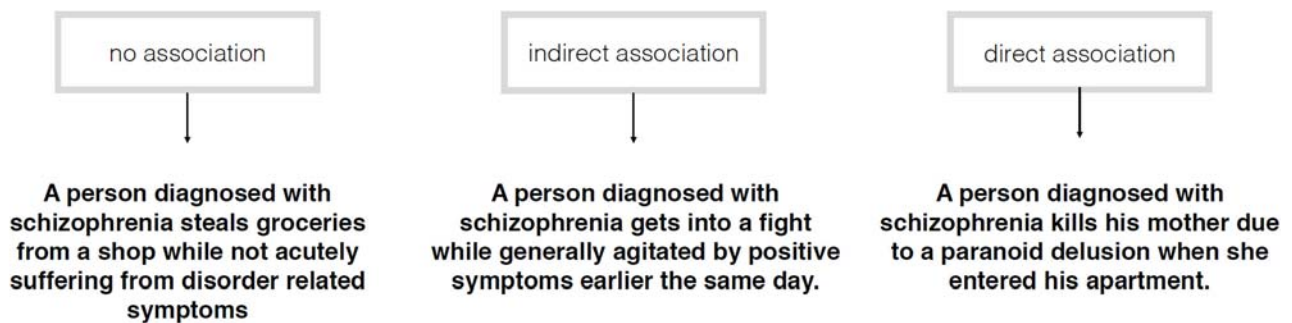 no association
indirect association
direct association
A person diagnosed with
schizophrenia steals groceries
from a shop while not acutely
suffering from disorder related
symptoms
A person diagnosed with
schizophrenia gets into a fight
while generally agitated by positive
symptoms earlier the same day.
A person diagnosed with
schizophrenia kills his mother due
to a paranoid delusion when she
entered his apartment.